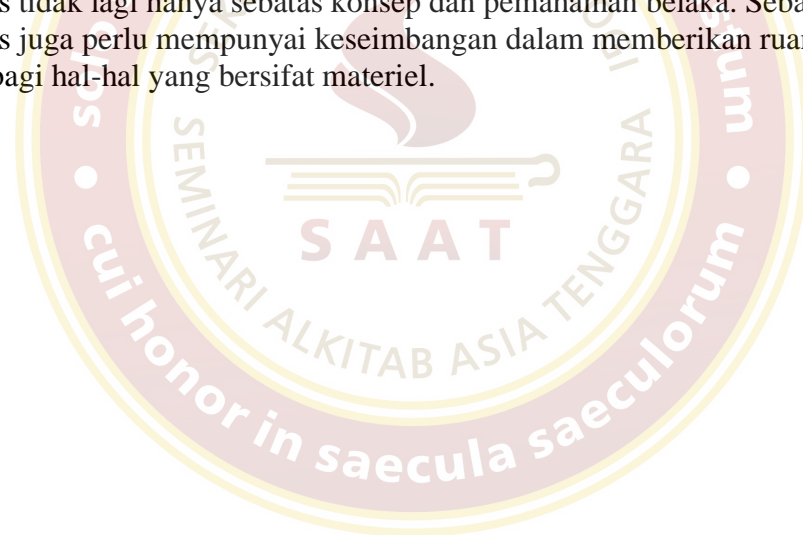 s tidak lagi hanya sebatas konsep dan pemahaman belaka. Seba
s juga perlu mempunyai keseimbangan dalam memberikan ruan
bagi hal-hal yang bersifat materiel.
SAAT
SEMINARI ALKITAB ASIA TENGGARA
scio
cui honor in saecula saeculorum